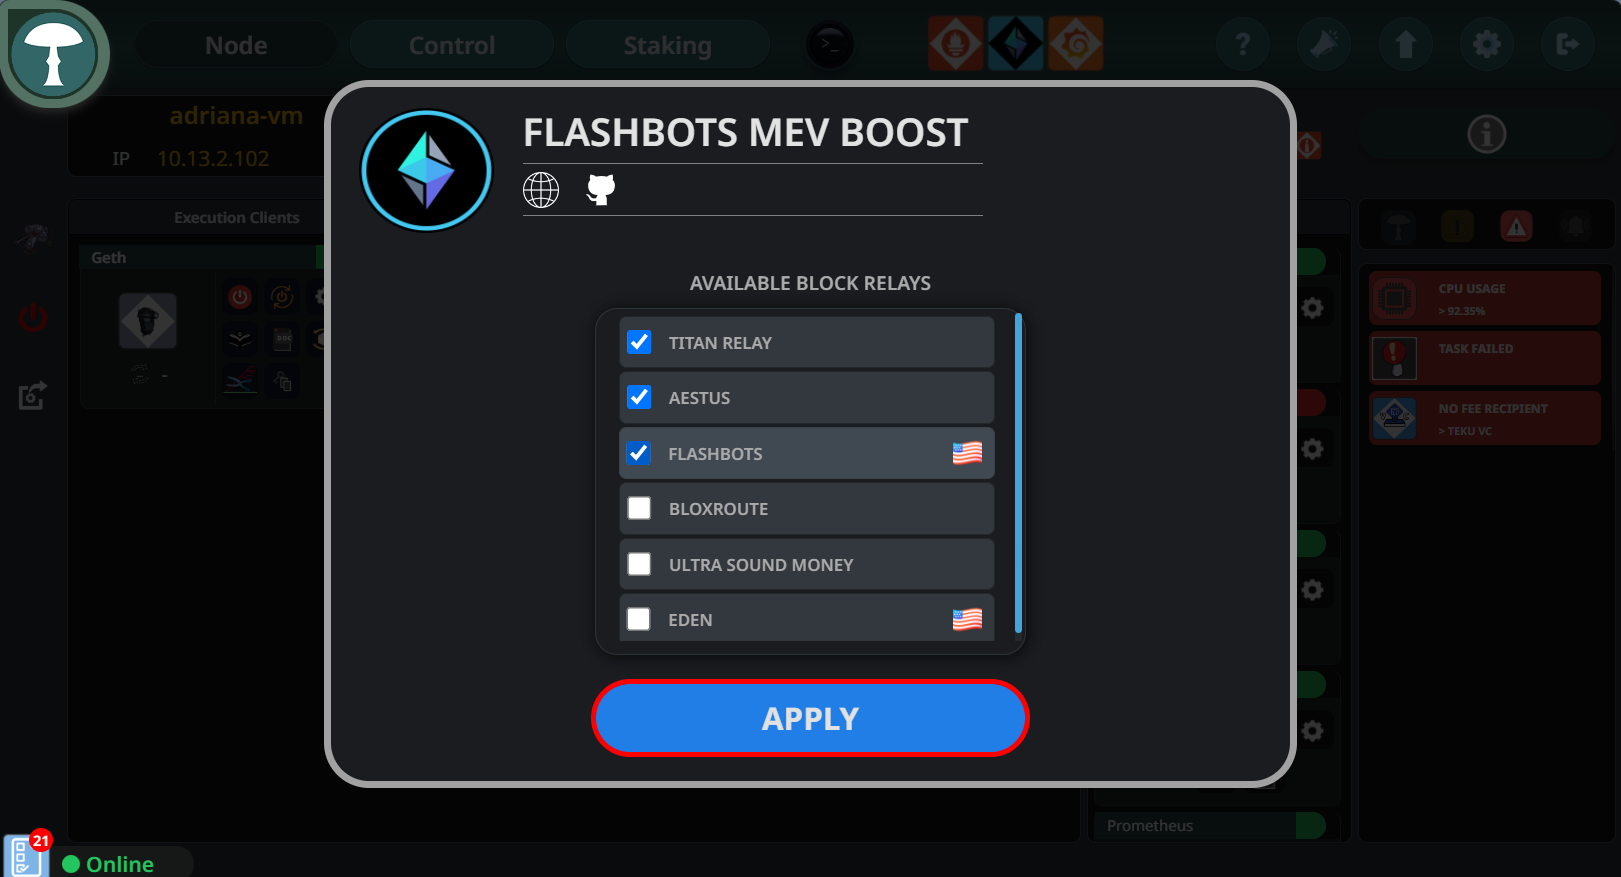 Node
Control
Staking
>_
?
adriana-vm
IP 10.13.2.102
FLASHBOTS MEV BOOST
Execution Clients
Geth
DOC
-
AVAILABLE BLOCK RELAYS
TITAN RELAY
AESTUS
FLASHBOTS
BLOXROUTE
ULTRA SOUND MONEY
EDEN
APPLY
CPU USAGE
> 92.35%
TASK FAILED
NO FEE RECIPIENT
> TEKU VC
Prometheus
21
Online